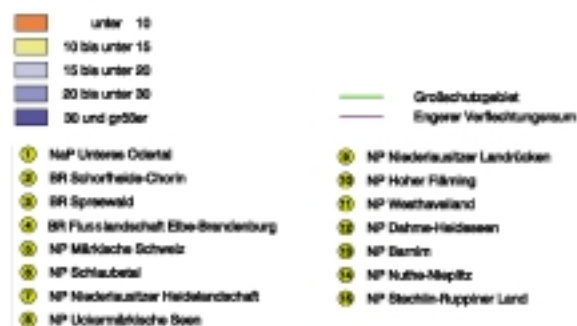 unter 10
10 bis unter 15
15 bis unter 20
20 bis unter 30
30 und größer
Großschutzgebiet
Engerer Verflechtungsraum
1 NaP Unteres Odertal
2 BR Schorfheide-Chorin
3 BR Spreewald
4 BR Flusslandschaft Elbe-Brandenburg
5 NP Märkische Schweiz
6 NP Schlaubetal
7 NP Niederlausitzer Heidelandschaft
8 NP Uckermärkische Seen
9 NP Niederlausitzer Landrücken
10 NP Hoher Fläming
11 NP Westhavelland
12 NP Dahme-Heideseen
13 NP Barnim
14 NP Nuthe-Nieplitz
15 NP Stechlin-Ruppiner Land